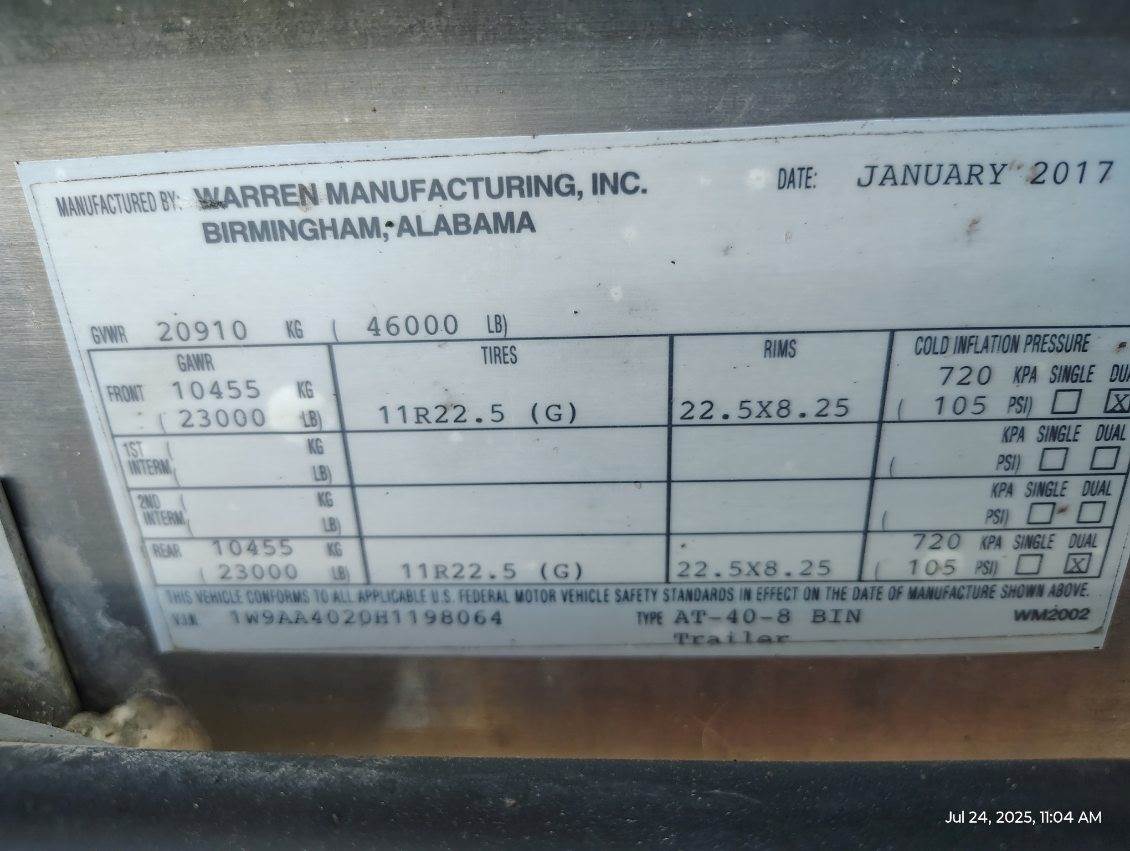 MANUFACTURED BY: WARREN MANUFACTURING, INC.
BIRMINGHAM, ALABAMA
DATE: JANUARY 2017
GVWR 20910 KG ( 46000 LB)
GAWR TIRES RIMS COLD INFLATION PRESSURE
FRONT 10455 KG 720 KPA SINGLE DU
( 23000 LB) 11R22.5 (G) 22.5X8.25 ( 105 PSI) X
1ST KG KPA SINGLE DUAL
INTERM ( LB) ( PSI)
2ND ( KG KPA SINGLE DUAL
INTERM ( LB) ( PSI)
REAR 10455 KG 720 KPA SINGLE DUAL
( 23000 LB) 11R22.5 (G) 22.5X8.25 ( 105 PSI) X
THIS VEHICLE CONFORMS TO ALL APPLICABLE U.S. FEDERAL MOTOR VEHICLE SAFETY STANDARDS IN EFFECT ON THE DATE OF MANUFACTURE SHOWN ABOVE.
V.I.N. 1W9AA4020H1198064 TYPE AT-40-8 BIN WM2002
Trailer
Jul 24, 2025, 11:04 AM